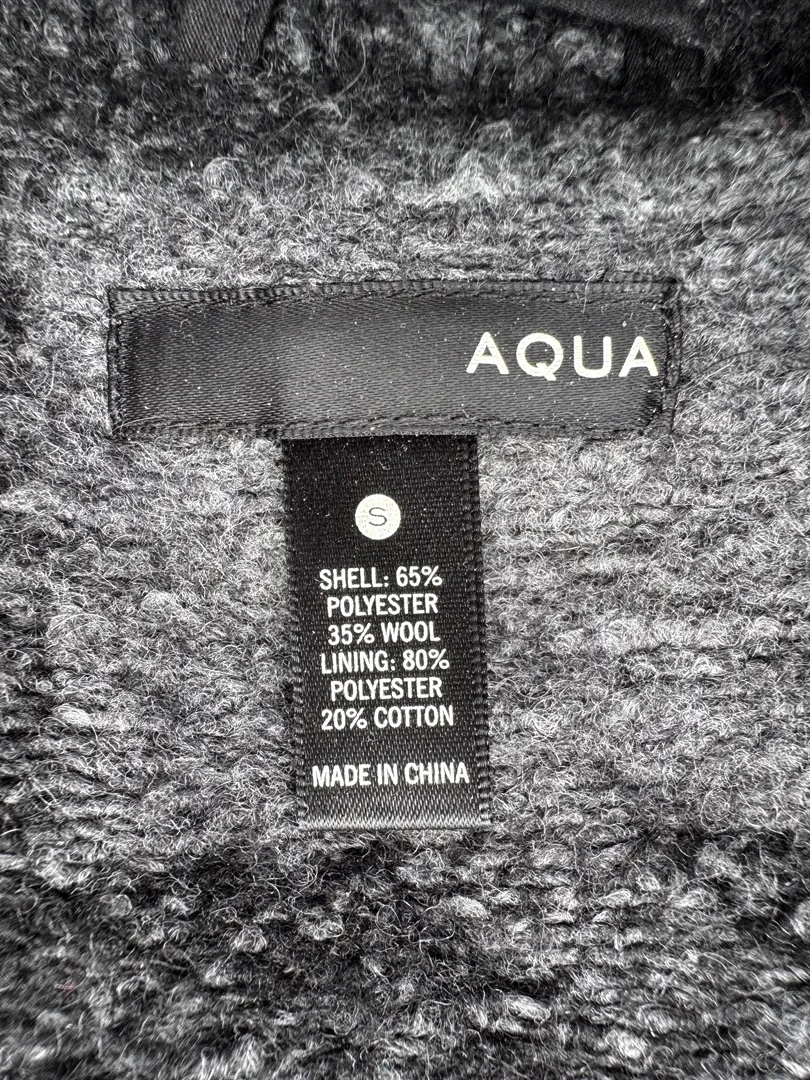 AQUA
S
SHELL: 65%
POLYESTER
35% WOOL
LINING: 80%
POLYESTER
20% COTTON
MADE IN CHINA